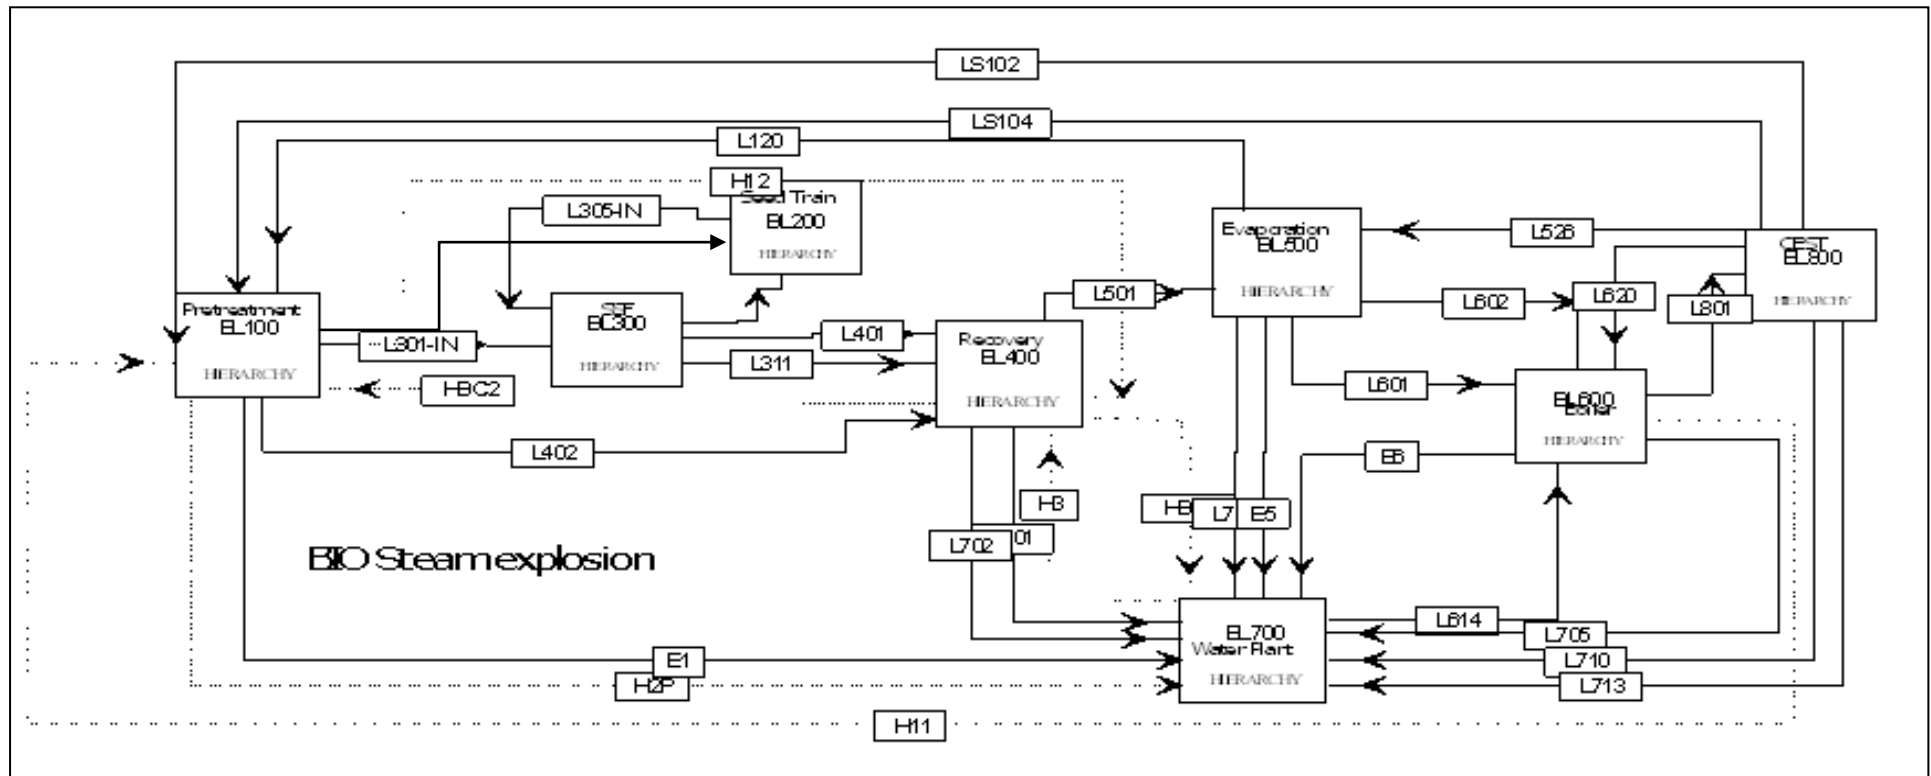 LS102
LS104
L120
H12
L305-IN
Seed Train
BL200
HIERARCHY
Evaporation
BL500
HIERARCHY
L526
BL800
HIERARCHY
Pretreatment
BL100
HIERARCHY
L301-IN
SSF
BL300
HIERARCHY
L401
L311
L501
Recovery
BL400
HIERARCHY
L602
L620
L801
HBC2
L601
BL600
Boiler
HIERARCHY
L402
E6
H3
L7
E5
L702
01
BIO Steam explosion
BL700
Water Plant
HIERARCHY
L614
L705
L710
L713
E1
H2P
H11